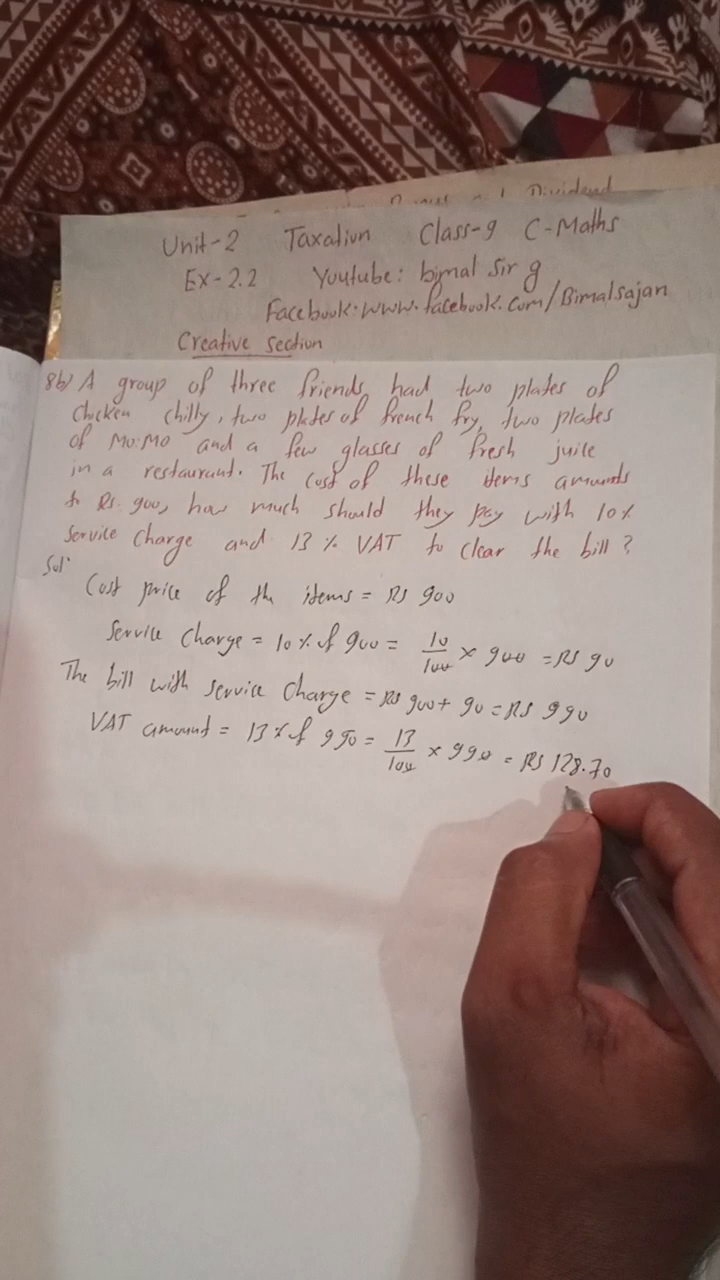 Dividend
Unit-2 Taxation Class-9 C-Maths
Ex-2.2 Youtube: bimal sir g
Facebook:www.facebook.com/Bimalsajan
Creative section
8b) A group of three friends had two plates of
chicken chilly, two plates of french fry, two plates
of Mo:Mo and a few glasses of fresh juice
in a restaurant. The cost of these items amounts
to Rs. 900, how much should they pay with 10%
service charge and 13% VAT to clear the bill?
Sol:
Cost price of the items = RS 900
Service Charge = 10% of 900 = 10/100 × 900 = RS 90
The bill with service charge = RS 900 + 90 = RS 990
VAT amount = 13% of 990 = 13/100 × 990 = RS 128.70